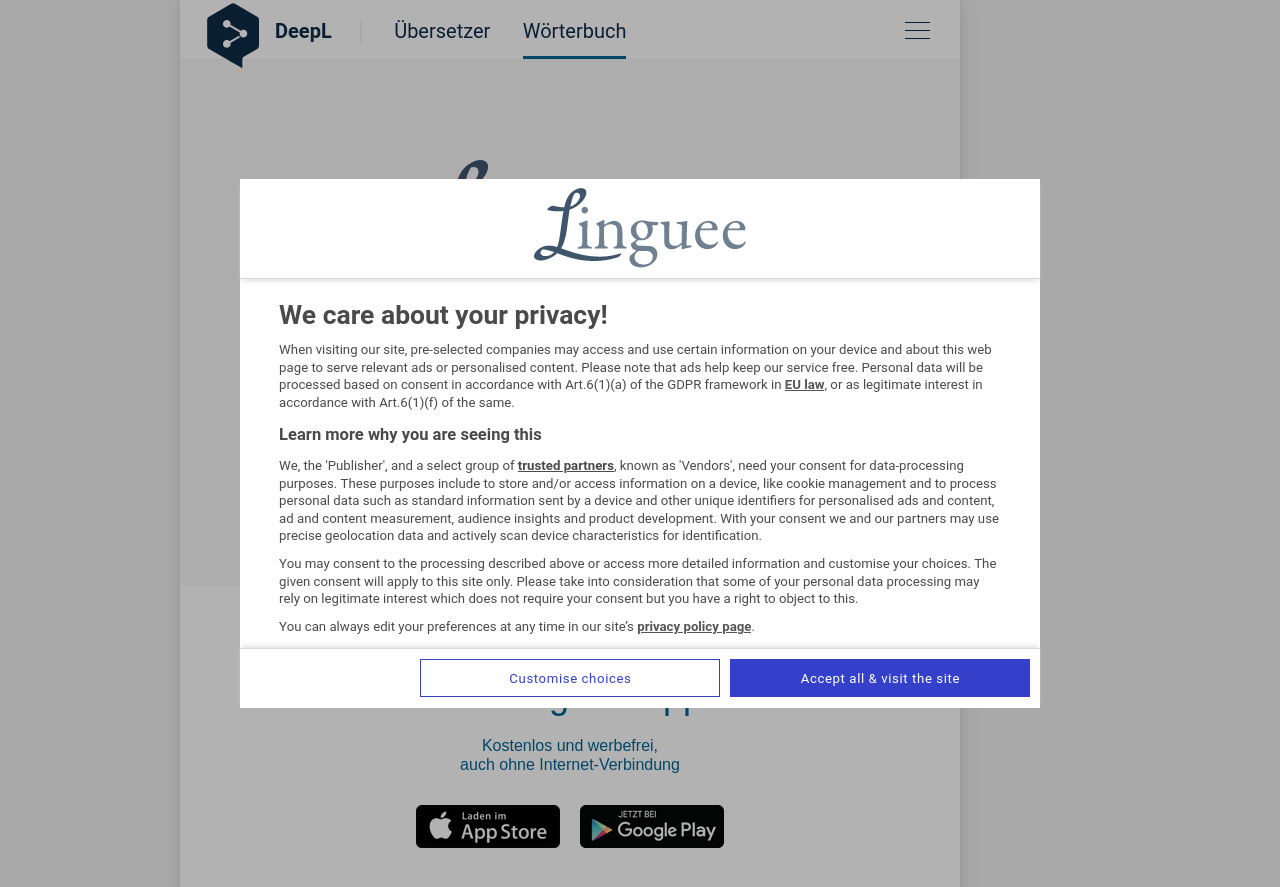 DeepL
Übersetzer
Wörterbuch
Linguee
We care about your privacy!
When visiting our site, pre-selected companies may access and use certain information on your device and about this web
page to serve relevant ads or personalised content. Please note that ads help keep our service free. Personal data will be
processed based on consent in accordance with Art.6(1)(a) of the GDPR framework in EU law, or as legitimate interest in
accordance with Art.6(1)(f) of the same.
Learn more why you are seeing this
We, the 'Publisher', and a select group of trusted partners, known as 'Vendors', need your consent for data-processing
purposes. These purposes include to store and/or access information on a device, like cookie management and to process
personal data such as standard information sent by a device and other unique identifiers for personalised ads and content,
ad and content measurement, audience insights and product development. With your consent we and our partners may use
precise geolocation data and actively scan device characteristics for identification.
You may consent to the processing described above or access more detailed information and customise your choices. The
given consent will apply to this site only. Please take into consideration that some of your personal data processing may
rely on legitimate interest which does not require your consent but you have a right to object to this.
You can always edit your preferences at any time in our site’s privacy policy page.
Customise choices
Accept all & visit the site
Kostenlos und werbefrei,
auch ohne Internet-Verbindung
Laden im
App Store
JETZT BEI
Google Play